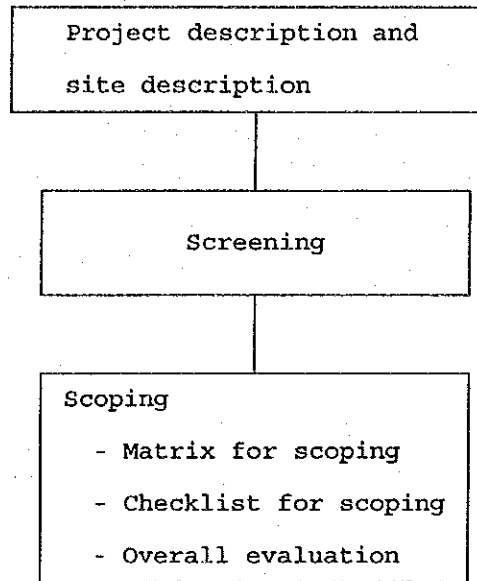 Project description and
site description
Screening
Scoping
- Matrix for scoping
- Checklist for scoping
- Overall evaluation